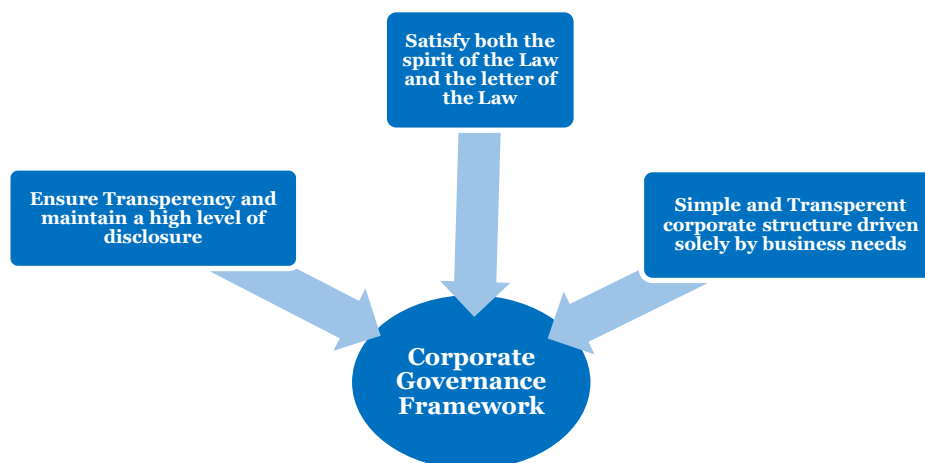 Satisfy both the
spirit of the Law
and the letter of
the Law
Ensure Transperency and
maintain a high level of
disclosure
Simple and Transperent
corporate structure driven
solely by business needs
Corporate
Governance
Framework